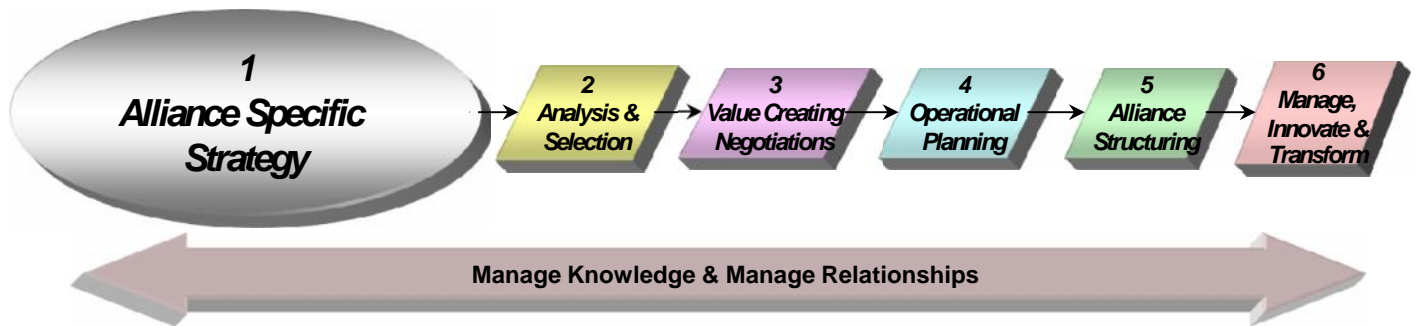 1
Alliance Specific
Strategy
2
Analysis &
Selection
3
Value Creating
Negotiations
4
Operational
Planning
5
Alliance
Structuring
6
Manage,
Innovate &
Transform
Manage Knowledge & Manage Relationships